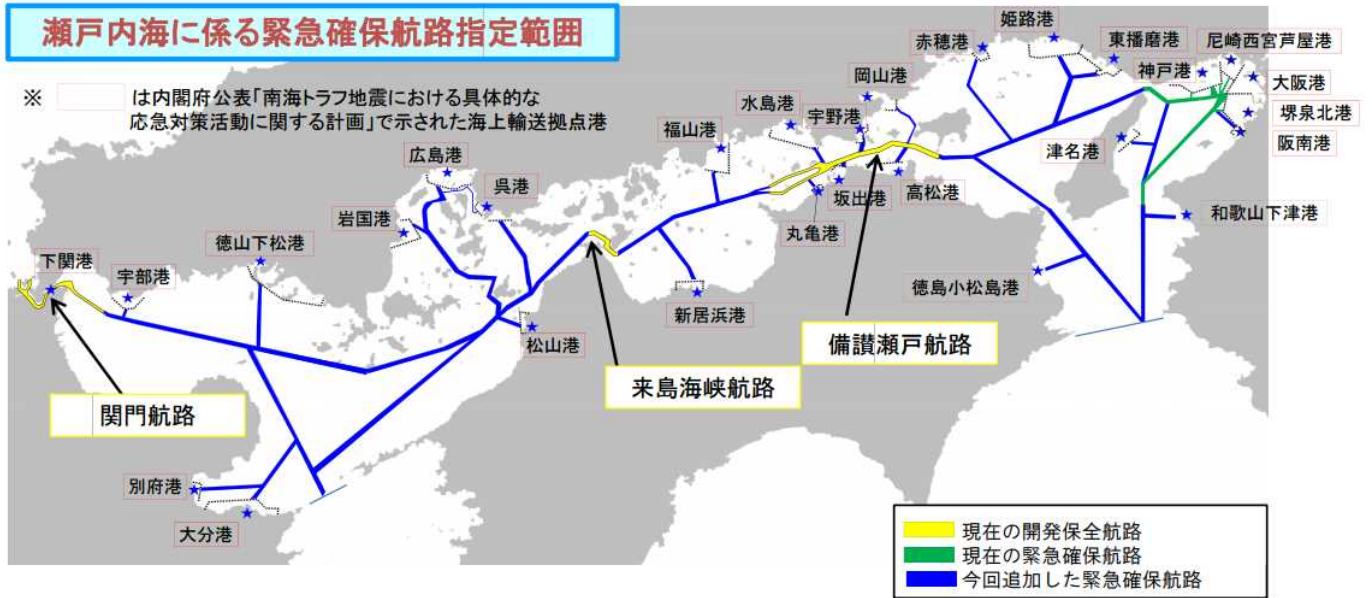 瀬戸内海に係る緊急確保航路指定範囲
※ は内閣府公表「南海トラフ地震における具体的な
応急対策活動に関する計画」で示された海上輸送拠点港
姫路港
赤穂港
東播磨港
尼崎西宮芦屋港
神戸港
大阪港
堺泉北港
阪南港
岡山港
水島港
宇野港
福山港
津名港
広島港
呉港
坂出港
高松港
丸亀港
和歌山下津港
岩国港
徳山下松港
下関港
宇部港
徳島小松島港
新居浜港
松山港
備讃瀬戸航路
来島海峡航路
関門航路
別府港
大分港
現在の開発保全航路
現在の緊急確保航路
今回追加した緊急確保航路